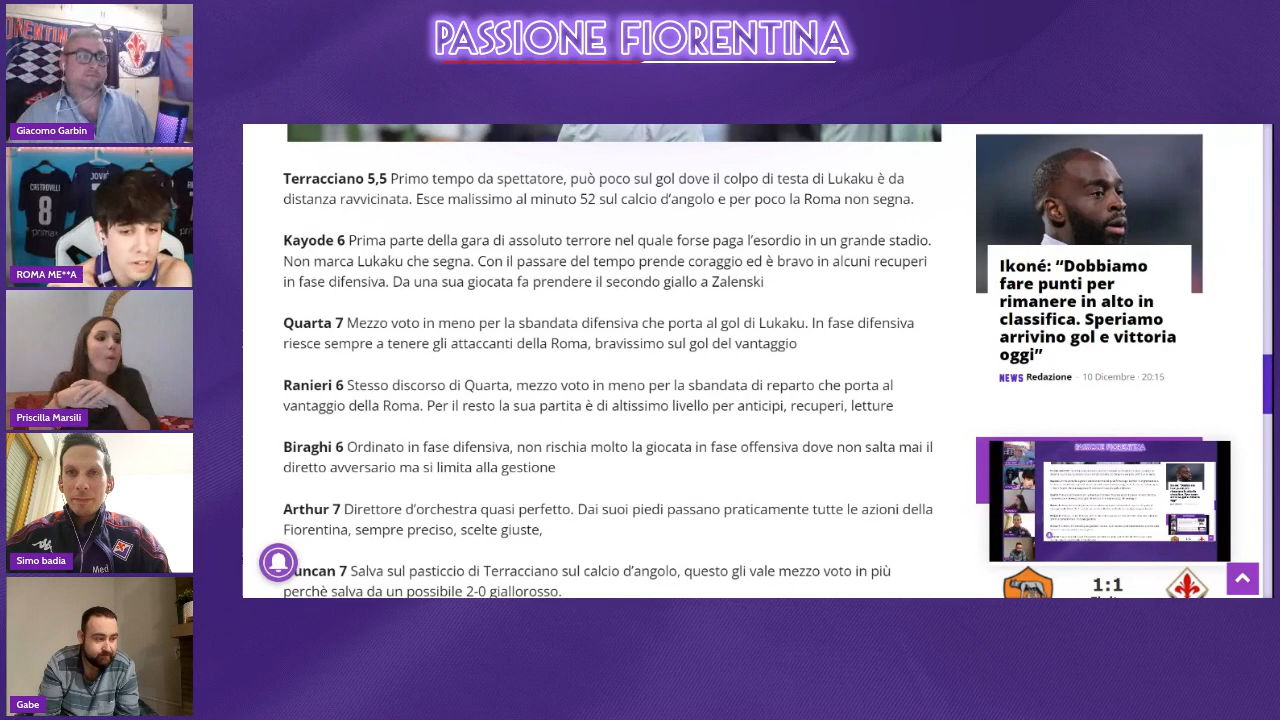 PASSIONE FIORENTINA
Giacomo Garbin
CASTROVILLI
8
JOVIĆ
ROMA ME**A
Priscilla Marsili
Simo badia
Med
Gabe
Terracciano 5,5 Primo tempo da spettatore, può poco sul gol dove il colpo di testa di Lukaku è da
distanza ravvicinata. Esce malissimo al minuto 52 sul calcio d'angolo e per poco la Roma non segna.
Kayode 6 Prima parte della gara di assoluto terrore nel quale forse paga l'esordio in un grande stadio.
Non marca Lukaku che segna. Con il passare del tempo prende coraggio ed è bravo in alcuni recuperi
in fase difensiva. Da una sua giocata fa prendere il secondo giallo a Zalenski
Quarta 7 Mezzo voto in meno per la sbandata difensiva che porta al gol di Lukaku. In fase difensiva
riesce sempre a tenere gli attaccanti della Roma, bravissimo sul gol del vantaggio
Ranieri 6 Stesso discorso di Quarta, mezzo voto in meno per la sbandata di reparto che porta al
vantaggio della Roma. Per il resto la sua partita è di altissimo livello per anticipi, recuperi, letture
Biraghi 6 Ordinato in fase difensiva, non rischia molto la giocata in fase offensiva dove non salta mai il
diretto avversario ma si limita alla gestione
Arthur 7 Direttore d'orchestra quasi perfetto. Dai suoi piedi passano praticamente tutte le azioni della
Fiorentina, sempre preciso, scelte giuste,
uncan 7 Salva sul pasticcio di Terracciano sul calcio d'angolo, questo gli vale mezzo voto in più
perchè salva da un possibile 2-0 giallorosso.
Ikoné: “Dobbiamo
fare punti per
rimanere in alto in
classifica. Speriamo
arrivino gol e vittoria
oggi”
NEWS Redazione - 10 Dicembre · 20:15
PASSIONE FIORENTINA
1:1